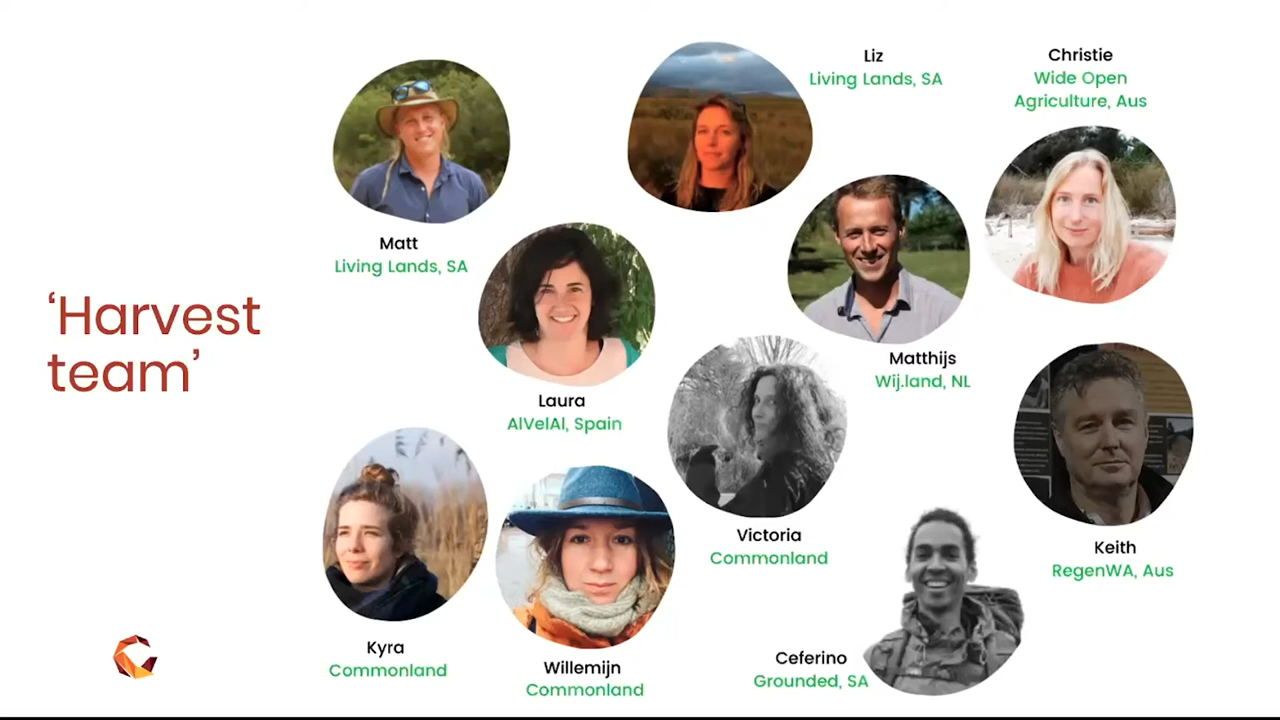 ‘Harvest
team’
Matt
Living Lands, SA
Liz
Living Lands, SA
Christie
Wide Open
Agriculture, Aus
Laura
AlVelAl, Spain
Matthijs
Wij.land, NL
Victoria
Commonland
Keith
RegenWA, Aus
Kyra
Commonland
Willemijn
Commonland
Ceferino
Grounded, SA